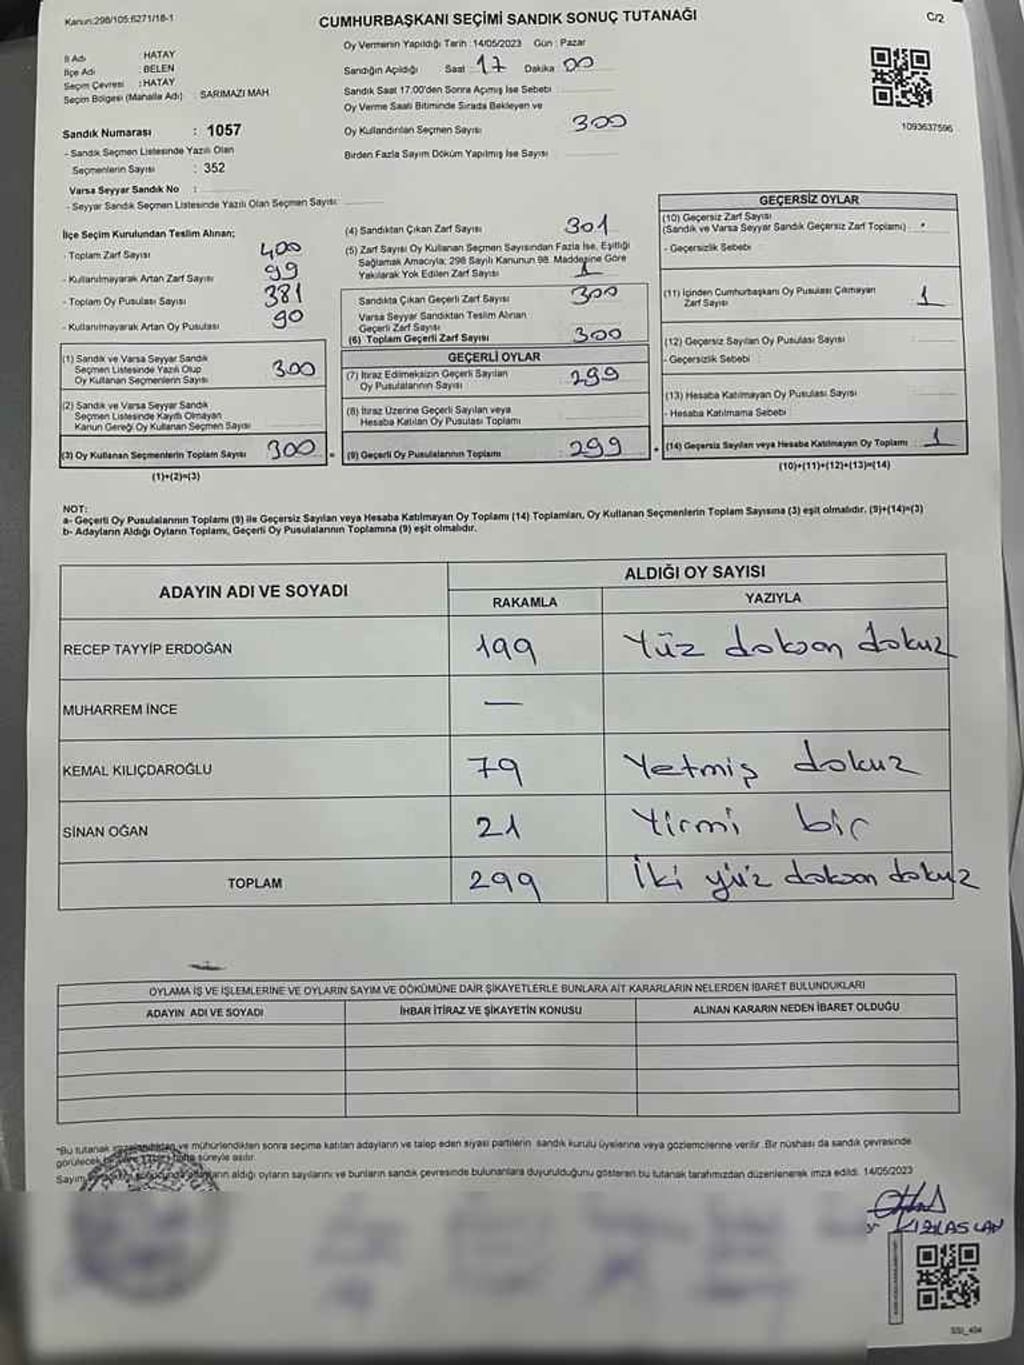 Kanun:298/105:6271/18-1
CUMHURBAŞKANI SEÇİMİ SANDIK SONUÇ TUTANAĞI
C/2
İl Adı : HATAY
İlçe Adı : BELEN
Seçim Çevresi : HATAY
Seçim Bölgesi (Mahalle Adı) : SARIMAZI MAH
Oy Vermenin Yapıldığı Tarih : 14/05/2023 Gün : Pazar
Sandığın Açıldığı Saat : 17 Dakika : 00
Sandık Saat 17:00'den Sonra Açımış İse Sebebi :
Oy Verme Saati Bitiminde Sırada Bekleyen ve
Oy Kullandırılan Seçmen Sayısı 300
Birden Fazla Sayım Döküm Yapılmış İse Sayısı :
1093637596
Sandık Numarası : 1057
- Sandık Seçmen Listesinde Yazılı Olan
Seçmenlerin Sayısı : 352
Varsa Seyyar Sandık No :
- Seyyar Sandık Seçmen Listesinde Yazılı Olan Seçmen Sayısı:
İlçe Seçim Kurulundan Teslim Alınan;
- Toplam Zarf Sayısı 400
- Kullanılmayarak Artan Zarf Sayısı 99
- Toplam Oy Pusulası Sayısı 381
- Kullanılmayarak Artan Oy Pusulası 90
(1) Sandık ve Varsa Seyyar Sandık
Seçmen Listesinde Yazılı Olup
Oy Kullanan Seçmenlerin Sayısı 300
(2) Sandık ve Varsa Seyyar Sandık
Seçmen Listesinde Kayıtlı Olmayan
Kanun Gereği Oy Kullanan Seçmen Sayısı
(3) Oy Kullanan Seçmenlerin Toplam Sayısı 300 =
(1)+(2)=(3)
(4) Sandıktan Çıkan Zarf Sayısı 301
(5) Zarf Sayısı Oy Kullanan Seçmen Sayısından Fazla İse, Eşitliği
Sağlamak Amacıyla; 298 Sayılı Kanunun 98. Maddesine Göre
Yakılarak Yok Edilen Zarf Sayısı 1
Sandıkta Çıkan Geçerli Zarf Sayısı 300
Varsa Seyyar Sandıktan Teslim Alınan
Geçerli Zarf Sayısı
(6) Toplam Geçerli Zarf Sayısı 300
GEÇERLİ OYLAR
(7) İtiraz Edilmeksizin Geçerli Sayılan
Oy Pusulalarının Sayısı 299
(8) İtiraz Üzerine Geçerli Sayılan veya
Hesaba Katılan Oy Pusulası Toplamı
(9) Geçerli Oy Pusulalarının Toplamı : 299 +
GEÇERSİZ OYLAR
(10) Geçersiz Zarf Sayısı
(Sandık ve Varsa Seyyar Sandık Geçersiz Zarf Toplamı)
- Geçersizlik Sebebi
(11) İçinden Cumhurbaşkanı Oy Pusulası Çıkmayan
Zarf Sayısı 1
(12) Geçersiz Sayılan Oy Pusulası Sayısı
- Geçersizlik Sebebi
(13) Hesaba Katılmayan Oy Pusulası Sayısı
- Hesaba Katılmama Sebebi
(14) Geçersiz Sayılan veya Hesaba Katılmayan Oy Toplamı : 1
(10)+(11)+(12)+(13)=(14)
NOT:
a- Geçerli Oy Pusulalarının Toplamı (9) ile Geçersiz Sayılan veya Hesaba Katılmayan Oy Toplamı (14) Toplamları, Oy Kullanan Seçmenlerin Toplam Sayısına (3) eşit olmalıdır. (9)+(14)=(3)
b- Adayların Aldığı Oyların Toplamı, Geçerli Oy Pusulalarının Toplamına (9) eşit olmalıdır.
ADAYIN ADI VE SOYADI
ALDIĞI OY SAYISI
RAKAMLA
YAZIYLA
RECEP TAYYİP ERDOĞAN 199 Yüz doksan dokuz
MUHARREM İNCE —
KEMAL KILIÇDAROĞLU 79 Yetmiş dokuz
SİNAN OĞAN 21 Yirmi bir
TOPLAM 299 İki yüz doksan dokuz
OYLAMA İŞ VE İŞLEMLERİNE VE OYLARIN SAYIM VE DÖKÜMÜNE DAİR ŞİKAYETLERLE BUNLARA AİT KARARLARIN NELERDEN İBARET BULUNDUKLARI
ADAYIN ADI VE SOYADI
İHBAR İTİRAZ VE ŞİKAYETİN KONUSU
ALINAN KARARIN NEDEN İBARET OLDUĞU
*Bu tutanak ve mühürlendikten sonra seçime katılan adayların ve talep eden siyasi partilerin sandık kurulu üyelerine veya gözlemcilerine verilir. Bir nüshası da sandık çevresinde
görülecek süreyle asılır.
Sayım aldığı oyların sayılarını ve bunların sandık çevresinde bulunanlara duyurulduğunu gösteren bu tutanak tarafımızdan düzenlenerek imza edildi. 14/05/2023
KIZILASLAN